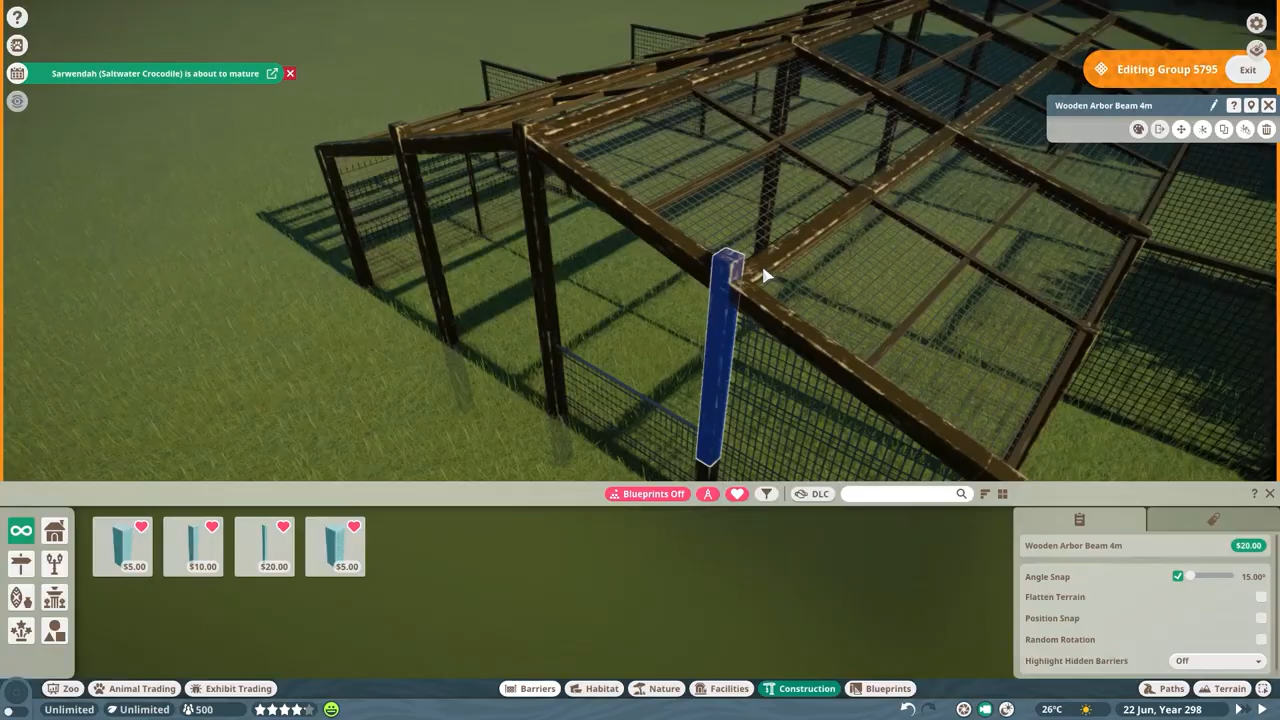 ?
Sarwendah (Saltwater Crocodile) is about to mature
Editing Group 5795
Exit
Wooden Arbor Beam 4m
?
Blueprints Off
DLC
?
$5.00
$10.00
$20.00
$5.00
Wooden Arbor Beam 4m
$20.00
Angle Snap
15.00°
Flatten Terrain
Position Snap
Random Rotation
Highlight Hidden Barriers
Off
Zoo
Animal Trading
Exhibit Trading
Barriers
Habitat
Nature
Facilities
Construction
Blueprints
Paths
Terrain
Unlimited
Unlimited
500
26°C
22 Jun, Year 298